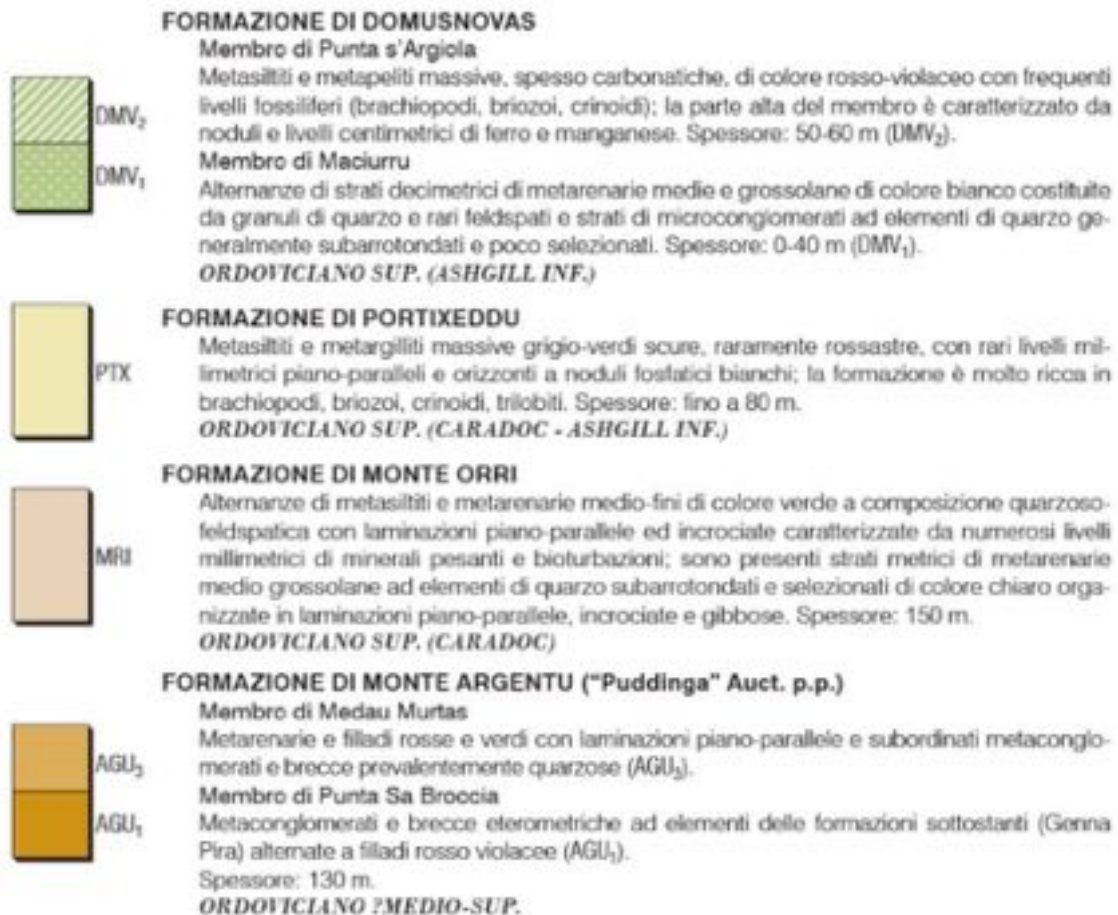 FORMAZIONE DI DOMUSNOVAS
Membro di Punta s'Argiola
Metasiltiti e metapeliti massive, spesso carbonatiche, di colore rosso-violaceo con frequenti
livelli fossiliferi (brachiopodi, briozoi, crinoidi); la parte alta del membro è caratterizzato da
noduli e livelli centimetrici di ferro e manganese. Spessore: 50-60 m (DMV₂).
DMV₂
Membro di Maciurru
DMV₁
Alternanze di strati decimetrici di metarenarie medie e grossolane di colore bianco costituite
da granuli di quarzo e rari feldspati e strati di microconglomerati ad elementi di quarzo ge-
neralmente subarrotondati e poco selezionati. Spessore: 0-40 m (DMV₁).
ORDOVICIANO SUP. (ASHGILL INF.)
FORMAZIONE DI PORTIXEDDU
Metasiltiti e metargilliti massive grigio-verdi scure, raramente rossastre, con rari livelli mil-
limetrici piano-paralleli e orizzonti a noduli fosfatici bianchi; la formazione è molto ricca in
PTX
brachiopodi, briozoi, crinoidi, trilobiti. Spessore: fino a 80 m.
ORDOVICIANO SUP. (CARADOC - ASHGILL INF.)
FORMAZIONE DI MONTE ORRI
Alternanze di metasiltiti e metarenarie medio-fini di colore verde a composizione quarzoso-
feldspatica con laminazioni piano-parallele ed incrociate caratterizzate da numerosi livelli
MRI
millimetrici di minerali pesanti e bioturbazioni; sono presenti strati metrici di metarenarie
medio grossolane ad elementi di quarzo subarrotondati e selezionati di colore chiaro orga-
nizzate in laminazioni piano-parallele, incrociate e gibbose. Spessore: 150 m.
ORDOVICIANO SUP. (CARADOC)
FORMAZIONE DI MONTE ARGENTU ("Puddinga" Auct. p.p.)
Membro di Medau Murtas
Metarenarie e filladi rosse e verdi con laminazioni piano-parallele e subordinati metaconglo-
merati e brecce prevalentemente quarzose (AGU₃).
AGU₃
Membro di Punta Sa Broccia
AGU₁
Metaconglomerati e brecce eterometriche ad elementi delle formazioni sottostanti (Genna
Pira) alternate a filladi rosso violacee (AGU₁).
Spessore: 130 m.
ORDOVICIANO ?MEDIO-SUP.